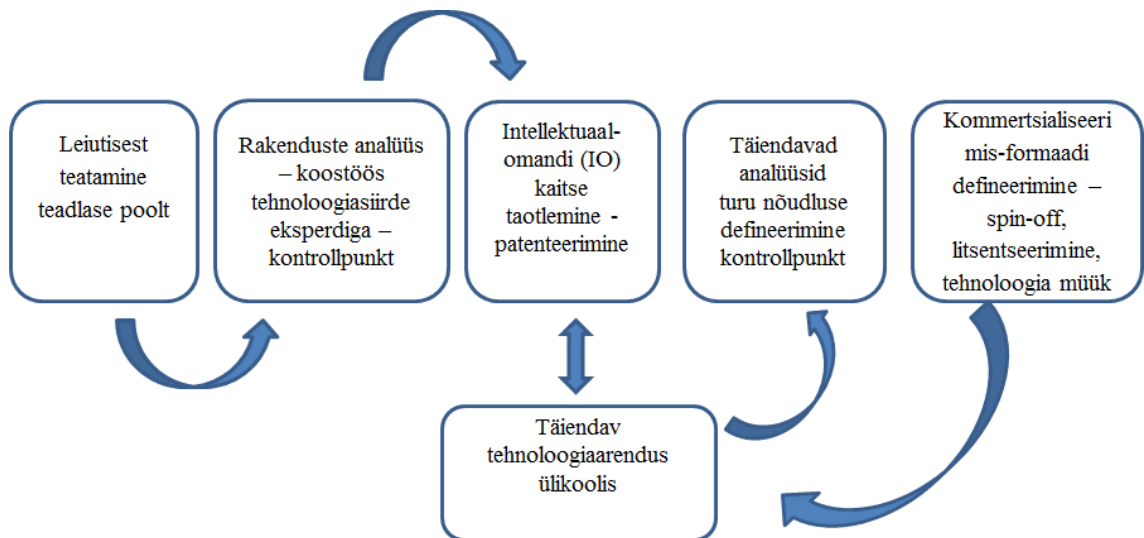 Leiutisest
teatamine
teadlase poolt
Rakenduste analüüs
– koostöös
tehnoloogiasiirde
eksperdiga –
kontrollpunkt
Intellektuaal-
omandi (IO)
kaitse
taotlemine -
patenteerimine
Täiendavad
analüüsid
turu nõudluse
defineerimine
kontrollpunkt
Kommertsialiseeri
mis-formaadi
defineerimine –
spin-off,
litsentseerimine,
tehnoloogia müük
Täiendav
tehnoloogiaarendus
ülikoolis